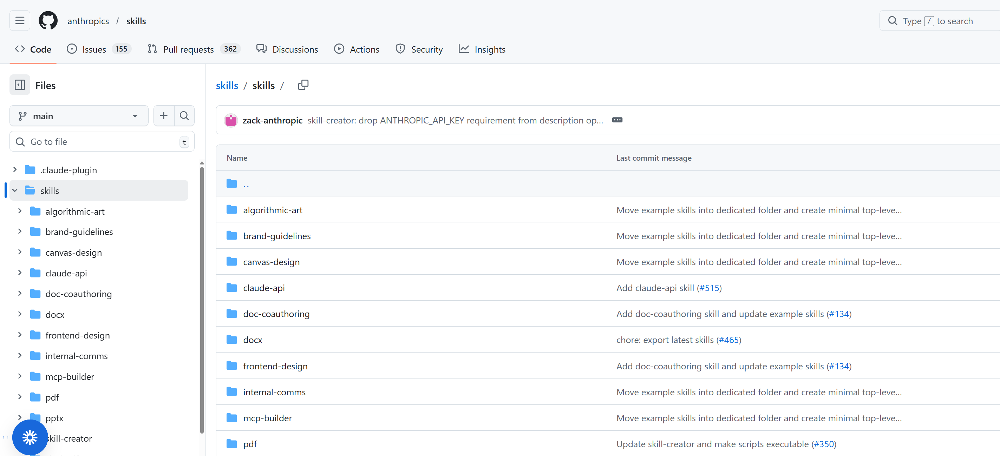 anthropics / skills
Type / to search
Code
Issues 155
Pull requests 362
Discussions
Actions
Security
Insights
Files
main
Go to file
t
.claude-plugin
skills
algorithmic-art
brand-guidelines
canvas-design
claude-api
doc-coauthoring
docx
frontend-design
internal-comms
mcp-builder
pdf
pptx
skill-creator
skills / skills /
zack-anthropic skill-creator: drop ANTHROPIC_API_KEY requirement from description op...
Name Last commit message
..
algorithmic-art Move example skills into dedicated folder and create minimal top-leve...
brand-guidelines Move example skills into dedicated folder and create minimal top-leve...
canvas-design Move example skills into dedicated folder and create minimal top-leve...
claude-api Add claude-api skill (#515)
doc-coauthoring Add doc-coauthoring skill and update example skills (#134)
docx chore: export latest skills (#465)
frontend-design Add doc-coauthoring skill and update example skills (#134)
internal-comms Move example skills into dedicated folder and create minimal top-leve...
mcp-builder Move example skills into dedicated folder and create minimal top-leve...
pdf Update skill-creator and make scripts executable (#350)